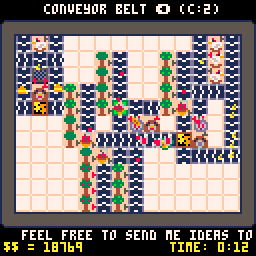 CONVEYOR BELT (C:2)
FEEL FREE TO SEND ME IDEAS TO
$$ = 18769 TIME: 0:12